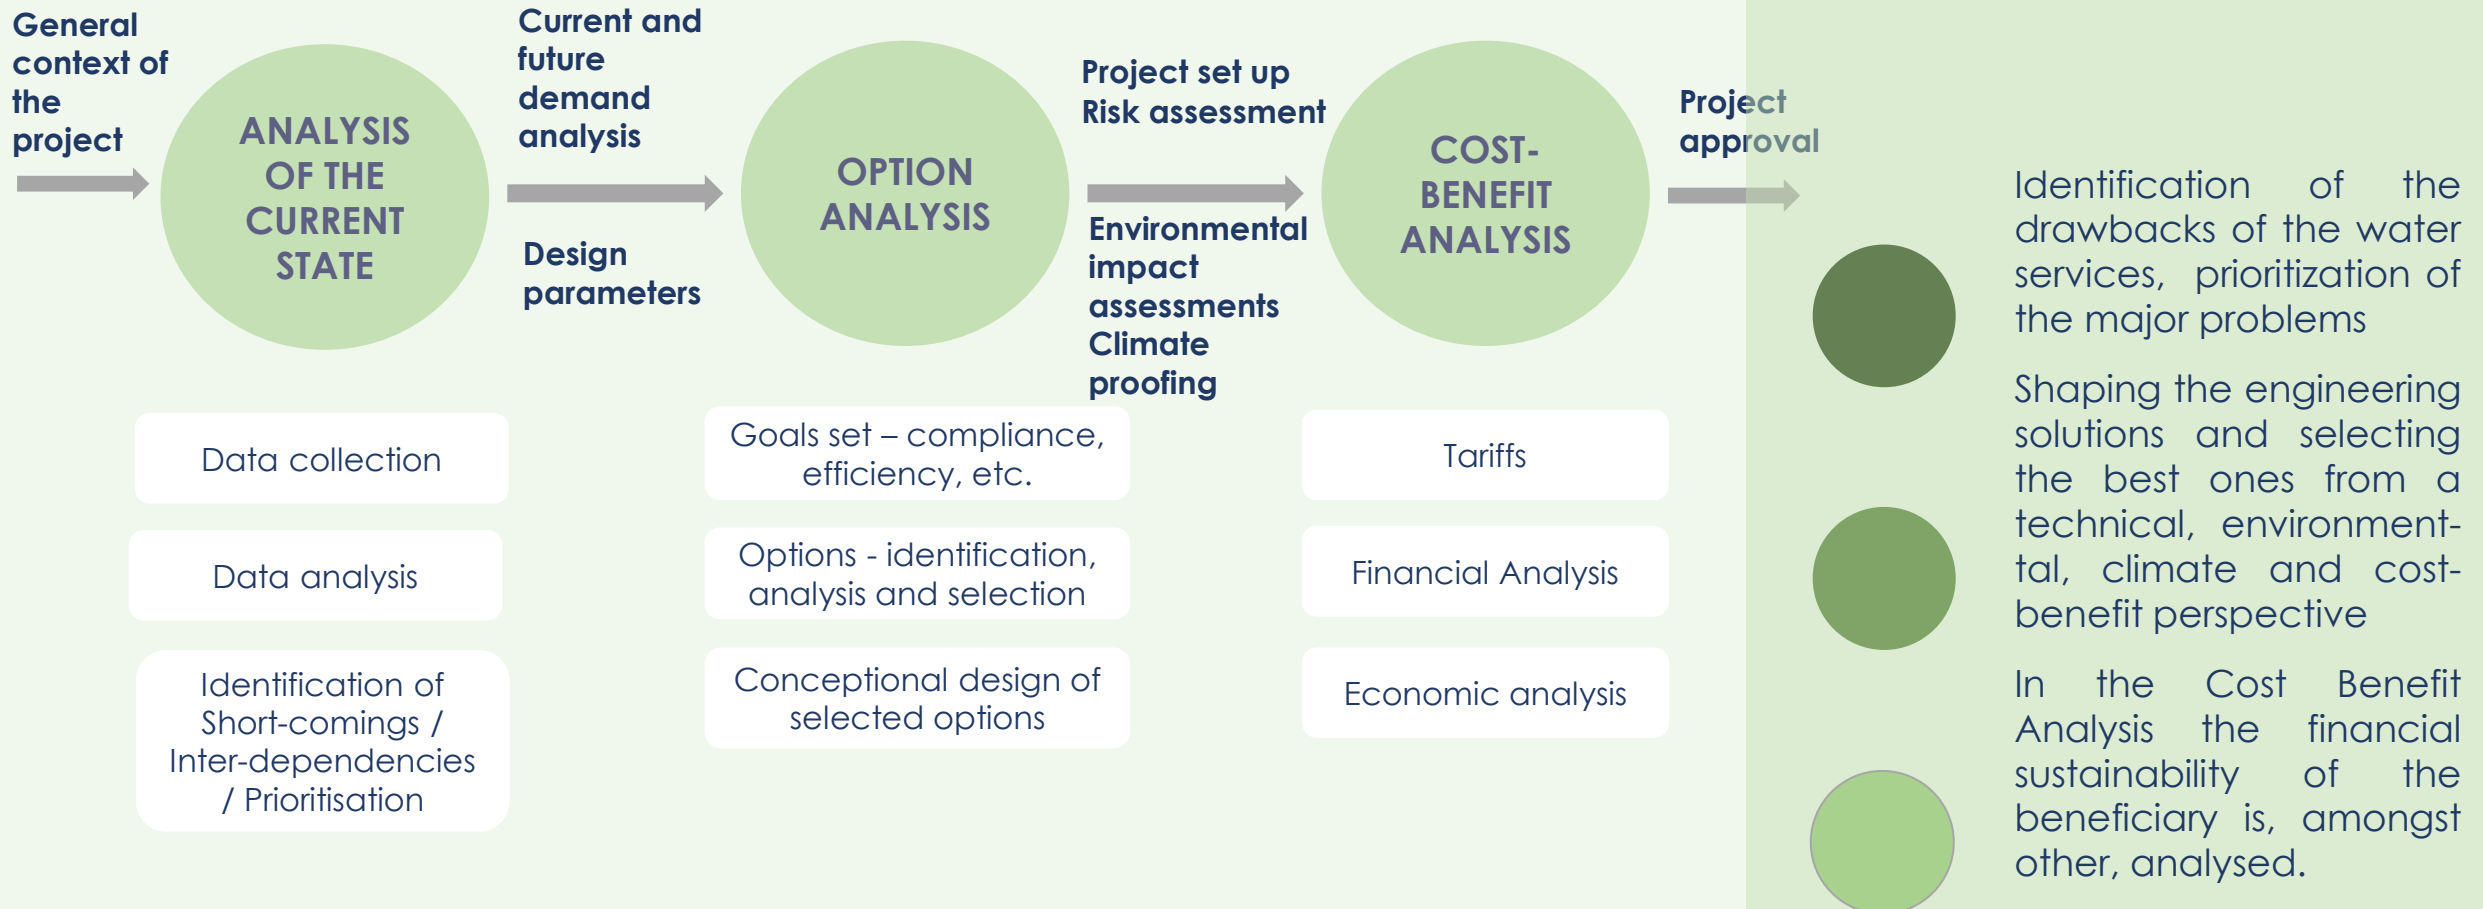 General
context of
the
project
ANALYSIS
OF THE
CURRENT
STATE
Current and
future
demand
analysis
Design
parameters
OPTION
ANALYSIS
Project set up
Risk assessment
Environmental
impact
assessments
Climate
proofing
COST-
BENEFIT
ANALYSIS
Project
approval
Data collection
Data analysis
Identification of
Short-comings /
Inter-dependencies
/ Prioritisation
Goals set – compliance,
efficiency, etc.
Options - identification,
analysis and selection
Conceptional design of
selected options
Tariffs
Financial Analysis
Economic analysis
Identification of the
drawbacks of the water
services, prioritization of
the major problems
Shaping the engineering
solutions and selecting
the best ones from a
technical, environment-
tal, climate and cost-
benefit perspective
In the Cost Benefit
Analysis the financial
sustainability of the
beneficiary is, amongst
other, analysed.